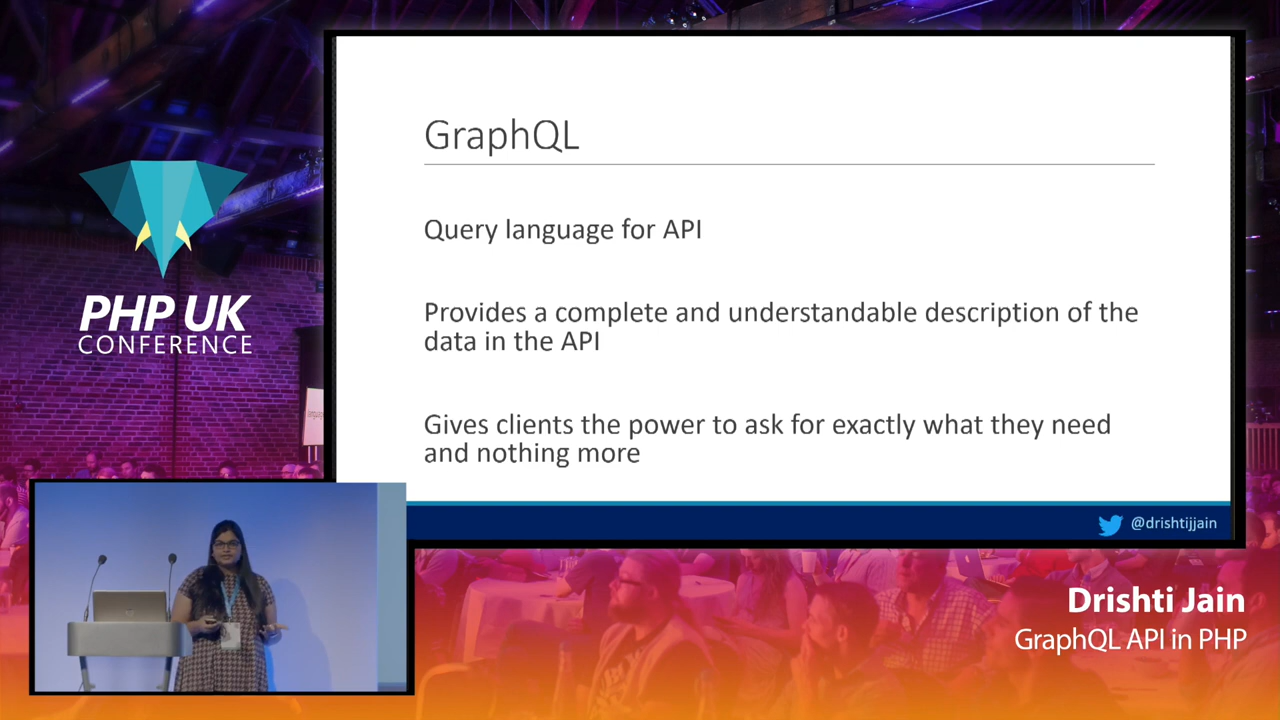 GraphQL
Query language for API
Provides a complete and understandable description of the
data in the API
Gives clients the power to ask for exactly what they need
and nothing more
@drishtijjain
PHP UK
CONFERENCE
Drishti Jain
GraphQL API in PHP